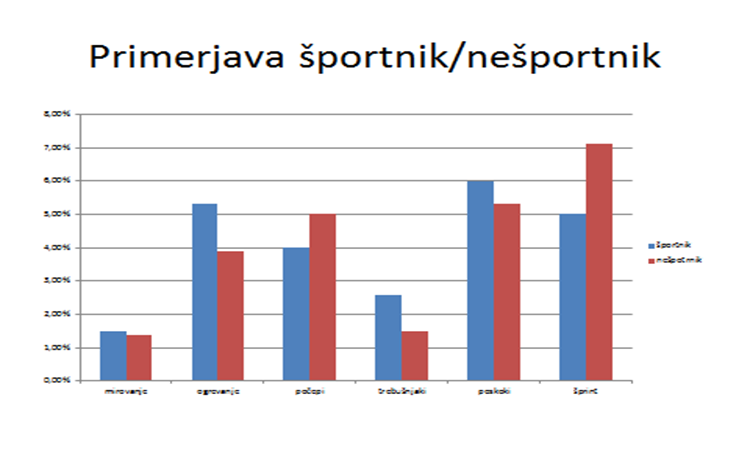 Primerjava športnik/nešportnik
8,00%
7,00%
6,00%
5,00%
4,00%
3,00%
2,00%
1,00%
0,00%
mirovanje
ogrevanje
počepi
trebušnjaki
poskoki
šprint
športnik
nešpotrnik